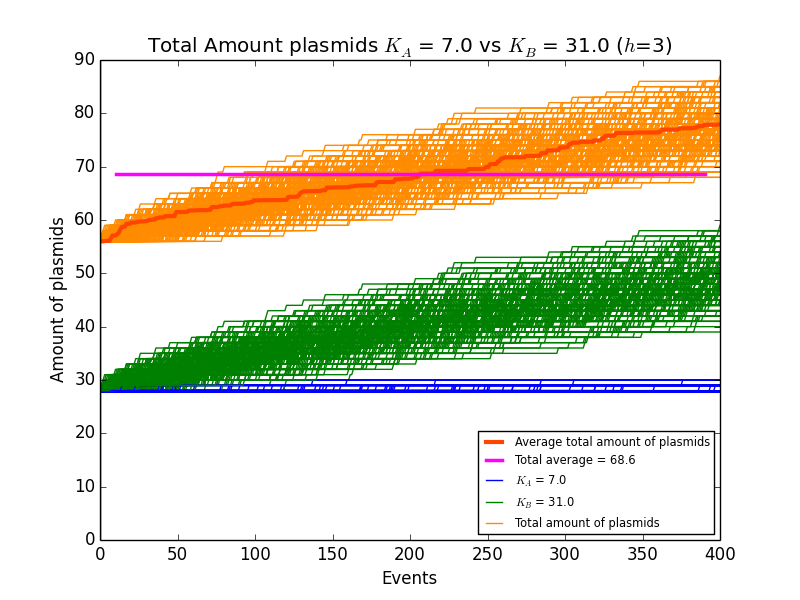 Total Amount plasmids K_A = 7.0 vs K_B = 31.0 (h=3)
Amount of plasmids
90
80
70
60
50
40
30
20
10
0
0 50 100 150 200 250 300 350 400
Events
Average total amount of plasmids
Total average = 68.6
K_A = 7.0
K_B = 31.0
Total amount of plasmids